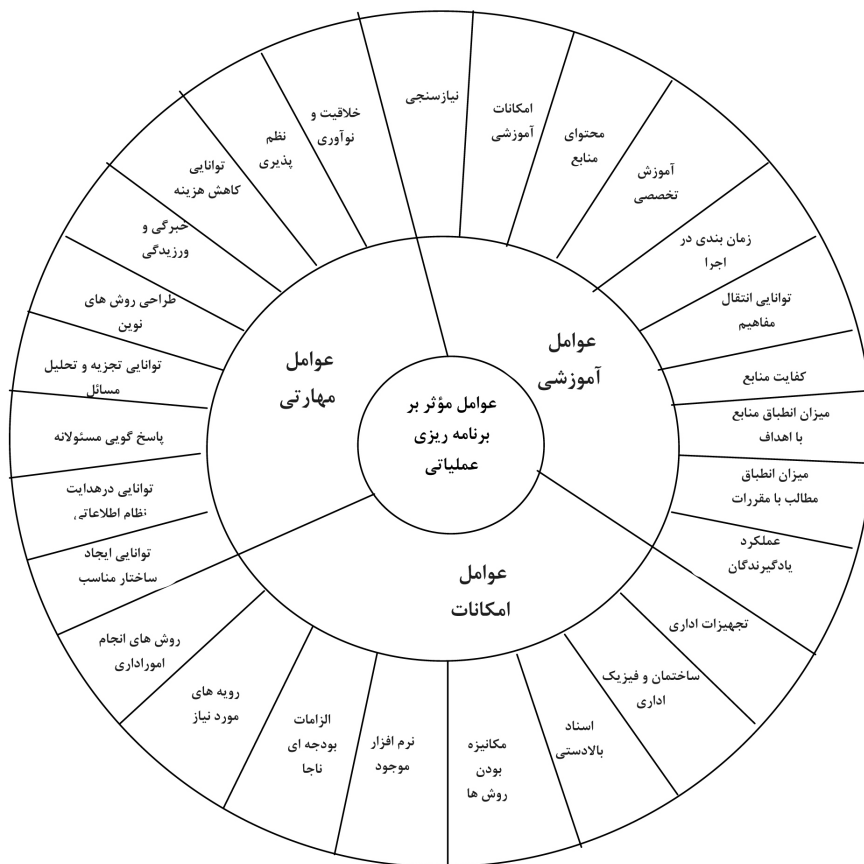 عوامل مؤثر بر
برنامه ریزی
عملیاتی
عوامل
آموزشی
نیازسنجی
امکانات
آموزشی
محتوای
منابع
آموزش
تخصصی
زمان بندی در
اجرا
توانایی انتقال
مفاهیم
کفایت منابع
میزان انطباق منابع
با اهداف
میزان انطباق
مطالب با مقررات
عملکرد
یادگیرندگان
عوامل
امکانات
تجهیزات اداری
ساختمان و فیزیک
اداری
اسناد
بالادستی
مکانیزه
بودن
روش ها
نرم افزار
موجود
الزامات
بودجه ای
ناجا
رویه های
مورد نیاز
روش های انجام
اموراداری
عوامل
مهارتی
توانایی ایجاد
ساختار مناسب
توانایی درهدایت
نظام اطلاعاتی
پاسخ گویی مسئولانه
توانایی تجزیه و تحلیل
مسائل
طراحی روش های
نوین
خبرگی و
ورزیدگی
توانایی
کاهش هزینه
نظم
پذیری
خلاقیت و
نوآوری